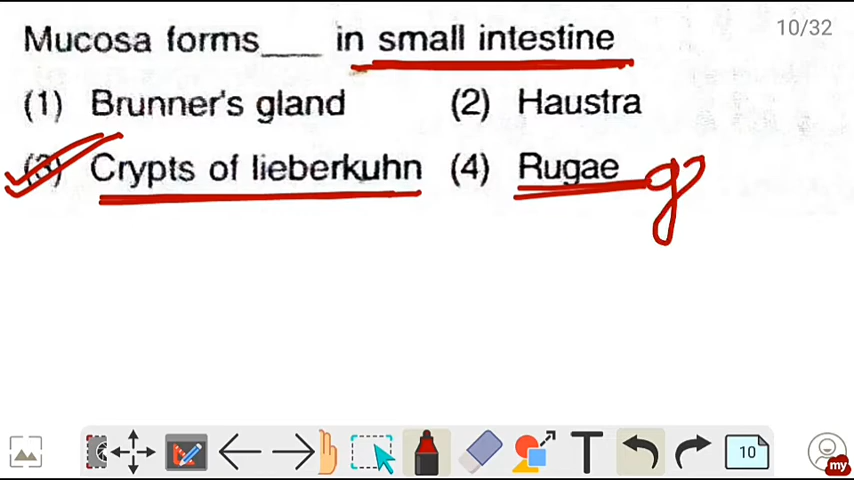 Mucosa forms___ in small intestine
10/32
(1) Brunner's gland (2) Haustra
(3) Crypts of lieberkuhn (4) Rugae
T
10
my